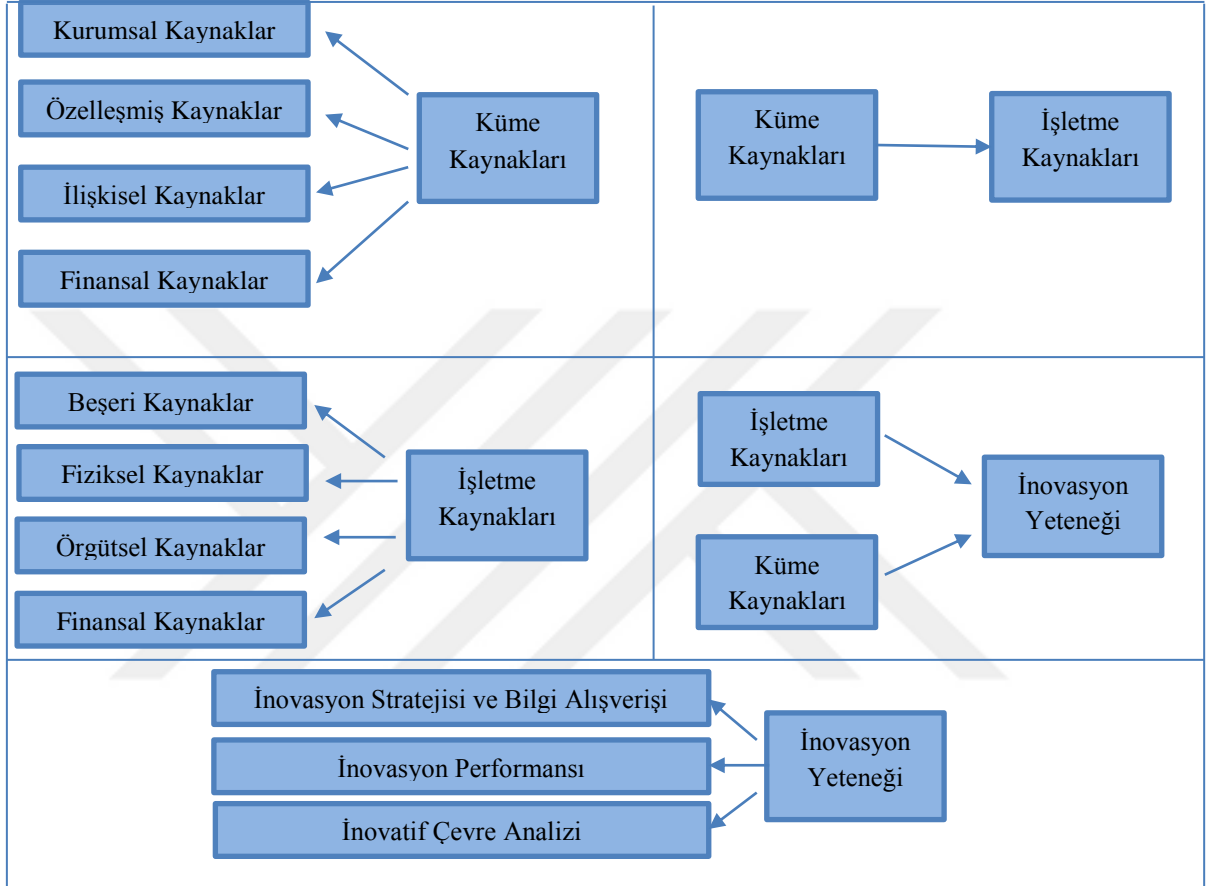 Kurumsal Kaynaklar
Özelleşmiş Kaynaklar
İlişkisel Kaynaklar
Finansal Kaynaklar
Küme
Kaynakları
Küme
Kaynakları
İşletme
Kaynakları
Beşeri Kaynaklar
Fiziksel Kaynaklar
Örgütsel Kaynaklar
Finansal Kaynaklar
İşletme
Kaynakları
İşletme
Kaynakları
Küme
Kaynakları
İnovasyon
Yeteneği
İnovasyon Stratejisi ve Bilgi Alışverişi
İnovasyon Performansı
İnovatif Çevre Analizi
İnovasyon
Yeteneği